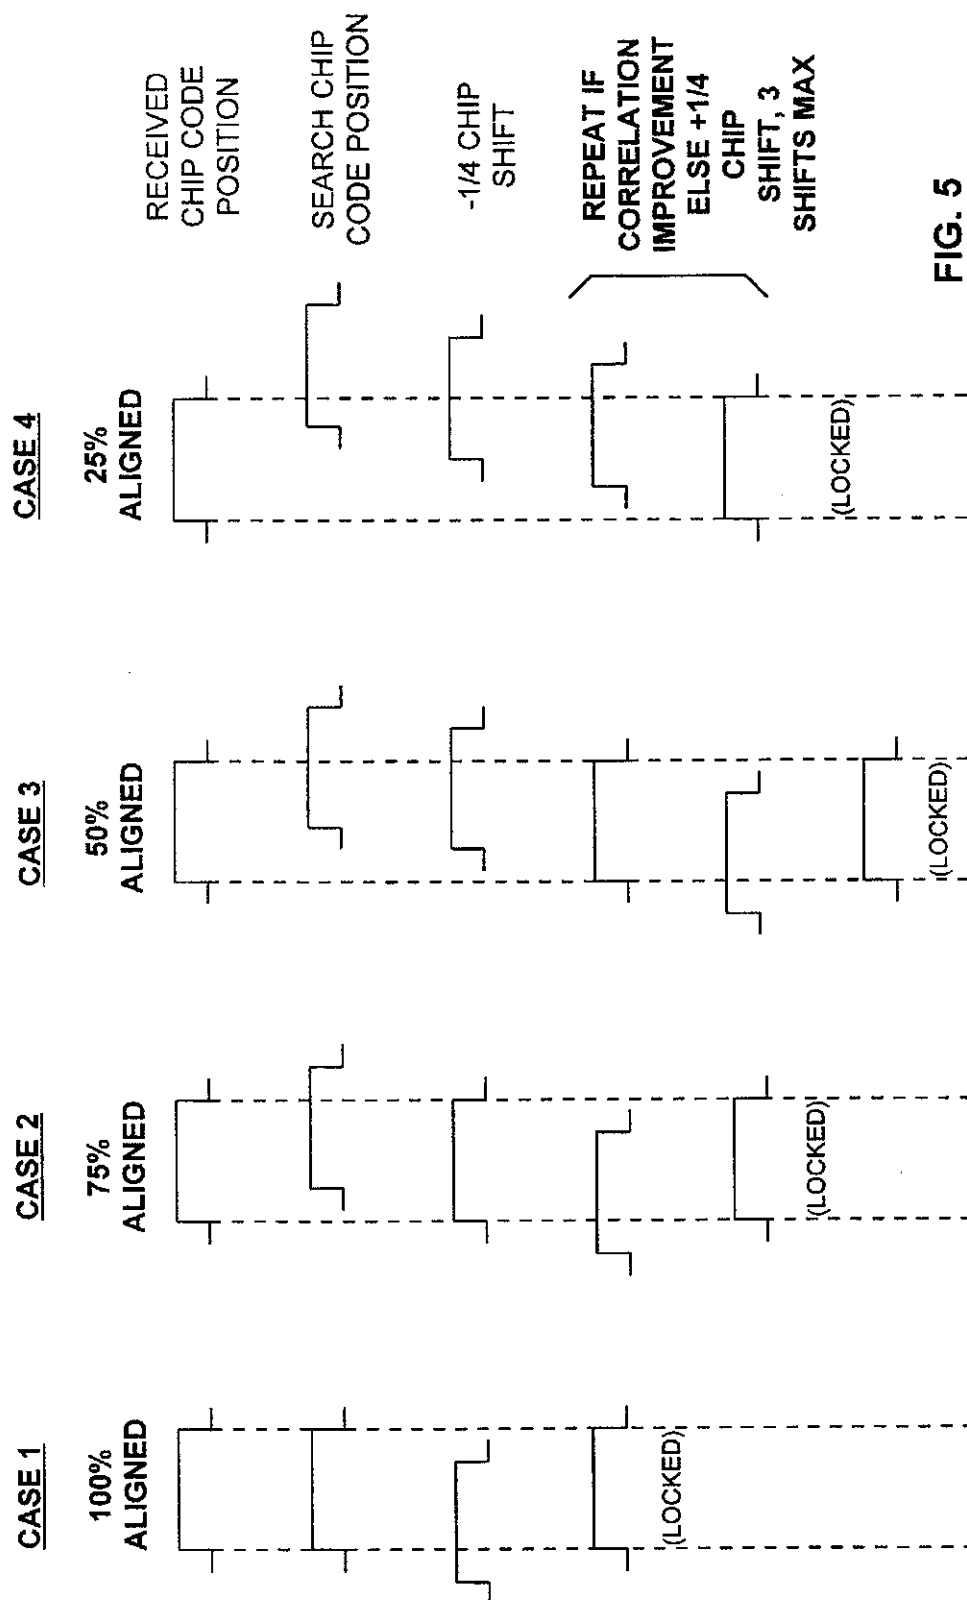 CASE 1
100%
ALIGNED
(LOCKED)
CASE 2
75%
ALIGNED
(LOCKED)
CASE 3
50%
ALIGNED
(LOCKED)
CASE 4
25%
ALIGNED
(LOCKED)
RECEIVED
CHIP CODE
POSITION
SEARCH CHIP
CODE POSITION
-1/4 CHIP
SHIFT
REPEAT IF
CORRELATION
IMPROVEMENT
ELSE +1/4
CHIP
SHIFT, 3
SHIFTS MAX
FIG. 5